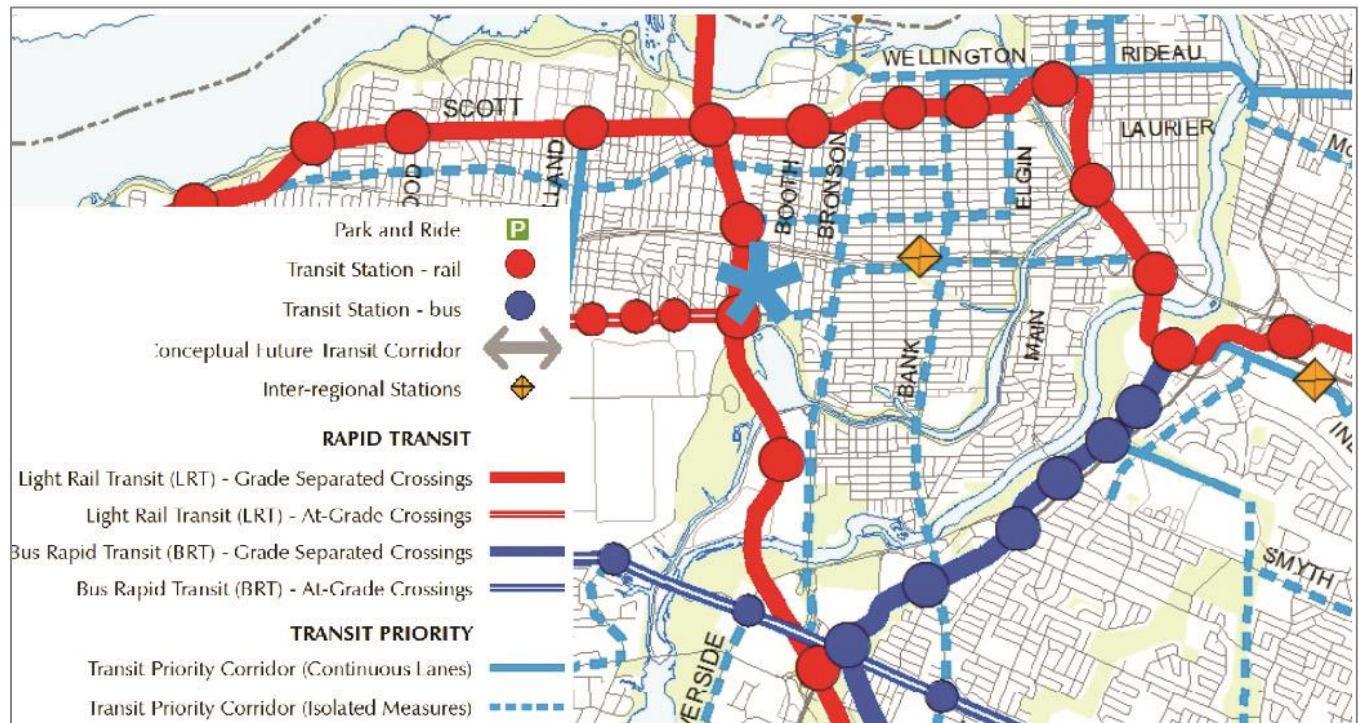 WELLINGTON
RIDEAU
SCOTT
LAURIER
OOD
LLAND
BOOTH
BRONSON
ELGIN
MAIN
BANK
SMYTH
ERSIDE
Park and Ride
P
Transit Station - rail
Transit Station - bus
Conceptual Future Transit Corridor
Inter-regional Stations
RAPID TRANSIT
Light Rail Transit (LRT) - Grade Separated Crossings
Light Rail Transit (LRT) - At-Grade Crossings
Bus Rapid Transit (BRT) - Grade Separated Crossings
Bus Rapid Transit (BRT) - At-Grade Crossings
TRANSIT PRIORITY
Transit Priority Corridor (Continuous Lanes)
Transit Priority Corridor (Isolated Measures)